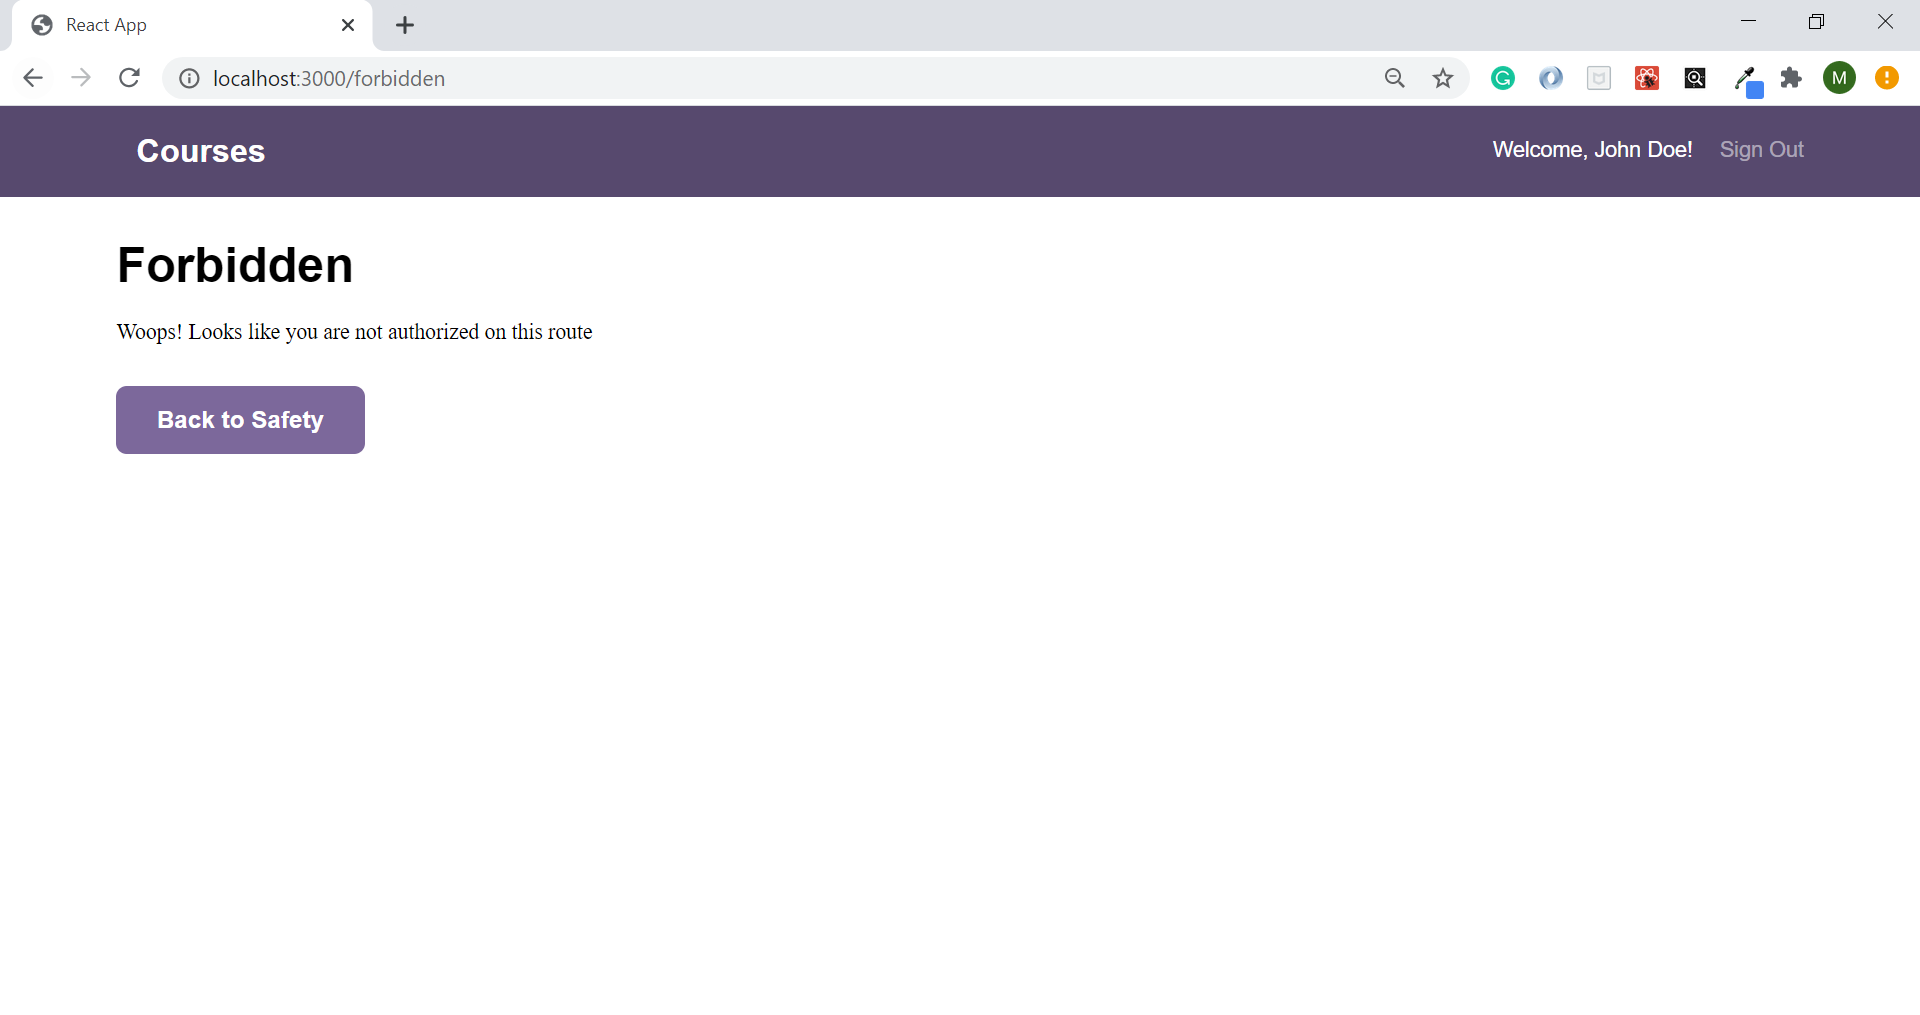 React App
localhost:3000/forbidden
M
Courses
Welcome, John Doe! Sign Out
Forbidden
Woops! Looks like you are not authorized on this route
Back to Safety